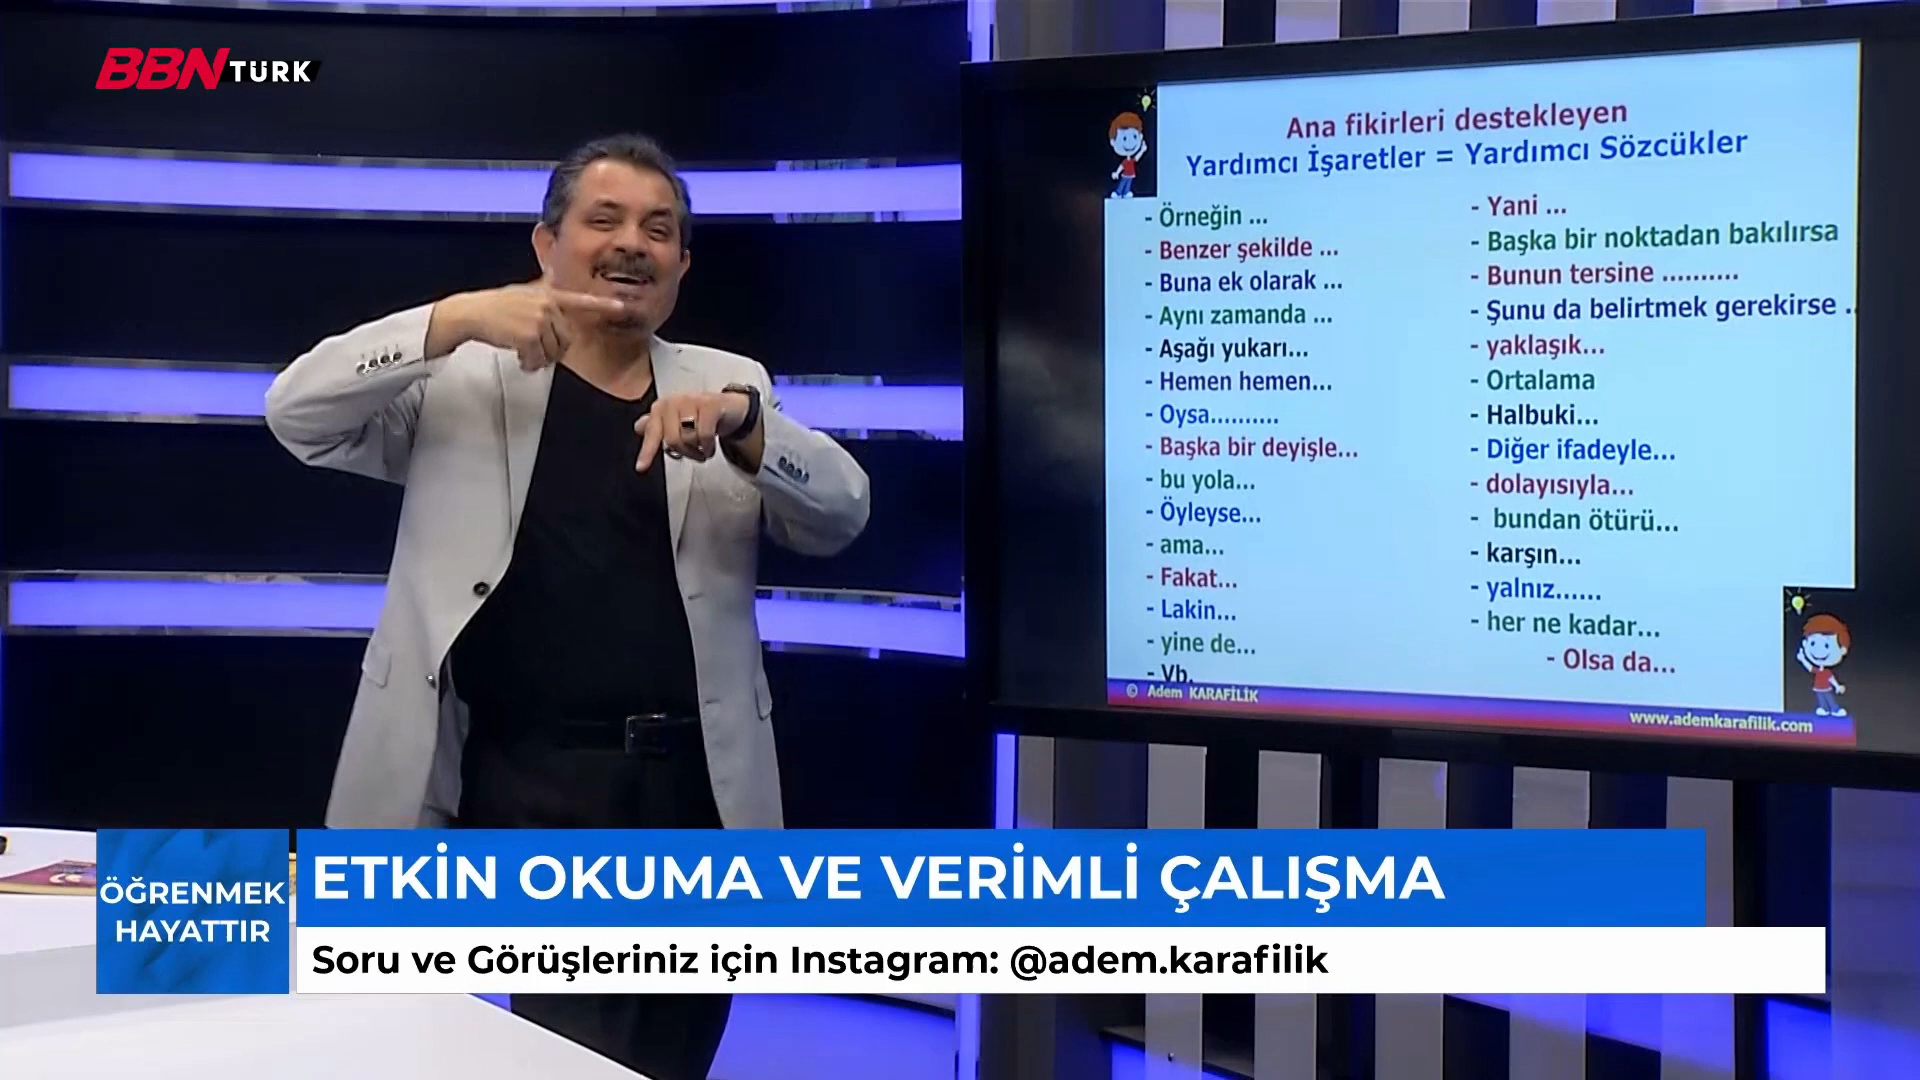 BBN TÜRK
Ana fikirleri destekleyen
Yardımcı İşaretler = Yardımcı Sözcükler
- Örneğin ...
- Benzer şekilde ...
- Buna ek olarak ...
- Aynı zamanda ...
- Aşağı yukarı...
- Hemen hemen...
- Oysa..........
- Başka bir deyişle...
- bu yola...
- Öyleyse...
- ama...
- Fakat...
- Lakin...
- yine de...
- Vb.
- Yani ...
- Başka bir noktadan bakılırsa
- Bunun tersine ..........
- Şunu da belirtmek gerekirse ..
- yaklaşık...
- Ortalama
- Halbuki...
- Diğer ifadeyle...
- dolayısıyla...
- bundan ötürü...
- karşın...
- yalnız......
- her ne kadar...
- Olsa da...
© Adem KARAFİLİK
www.ademkarafilik.com
ÖĞRENMEK
HAYATTIR
ETKİN OKUMA VE VERİMLİ ÇALIŞMA
Soru ve Görüşleriniz için Instagram: @adem.karafilik